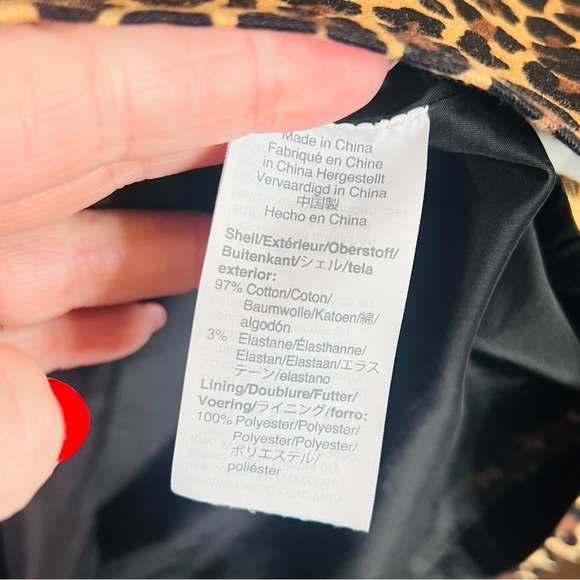 Made in China
Fabriqué en Chine
in China Hergestellt
Vervaardigd in China
中国製
Hecho en China
Shell/Extérieur/Oberstoff/
Buitenkant/シェル/tela
exterior:
97% Cotton/Coton/
Baumwolle/Katoen/綿/
algodón
3% Elastane/Élasthanne/
Elastan/Elastaan/エラス
テーン/elastano
Lining/Doublure/Futter/
Voering/ライニング/forro:
100% Polyester/Polyester/
Polyester/Polyester/
ポリエステル/
poliéster